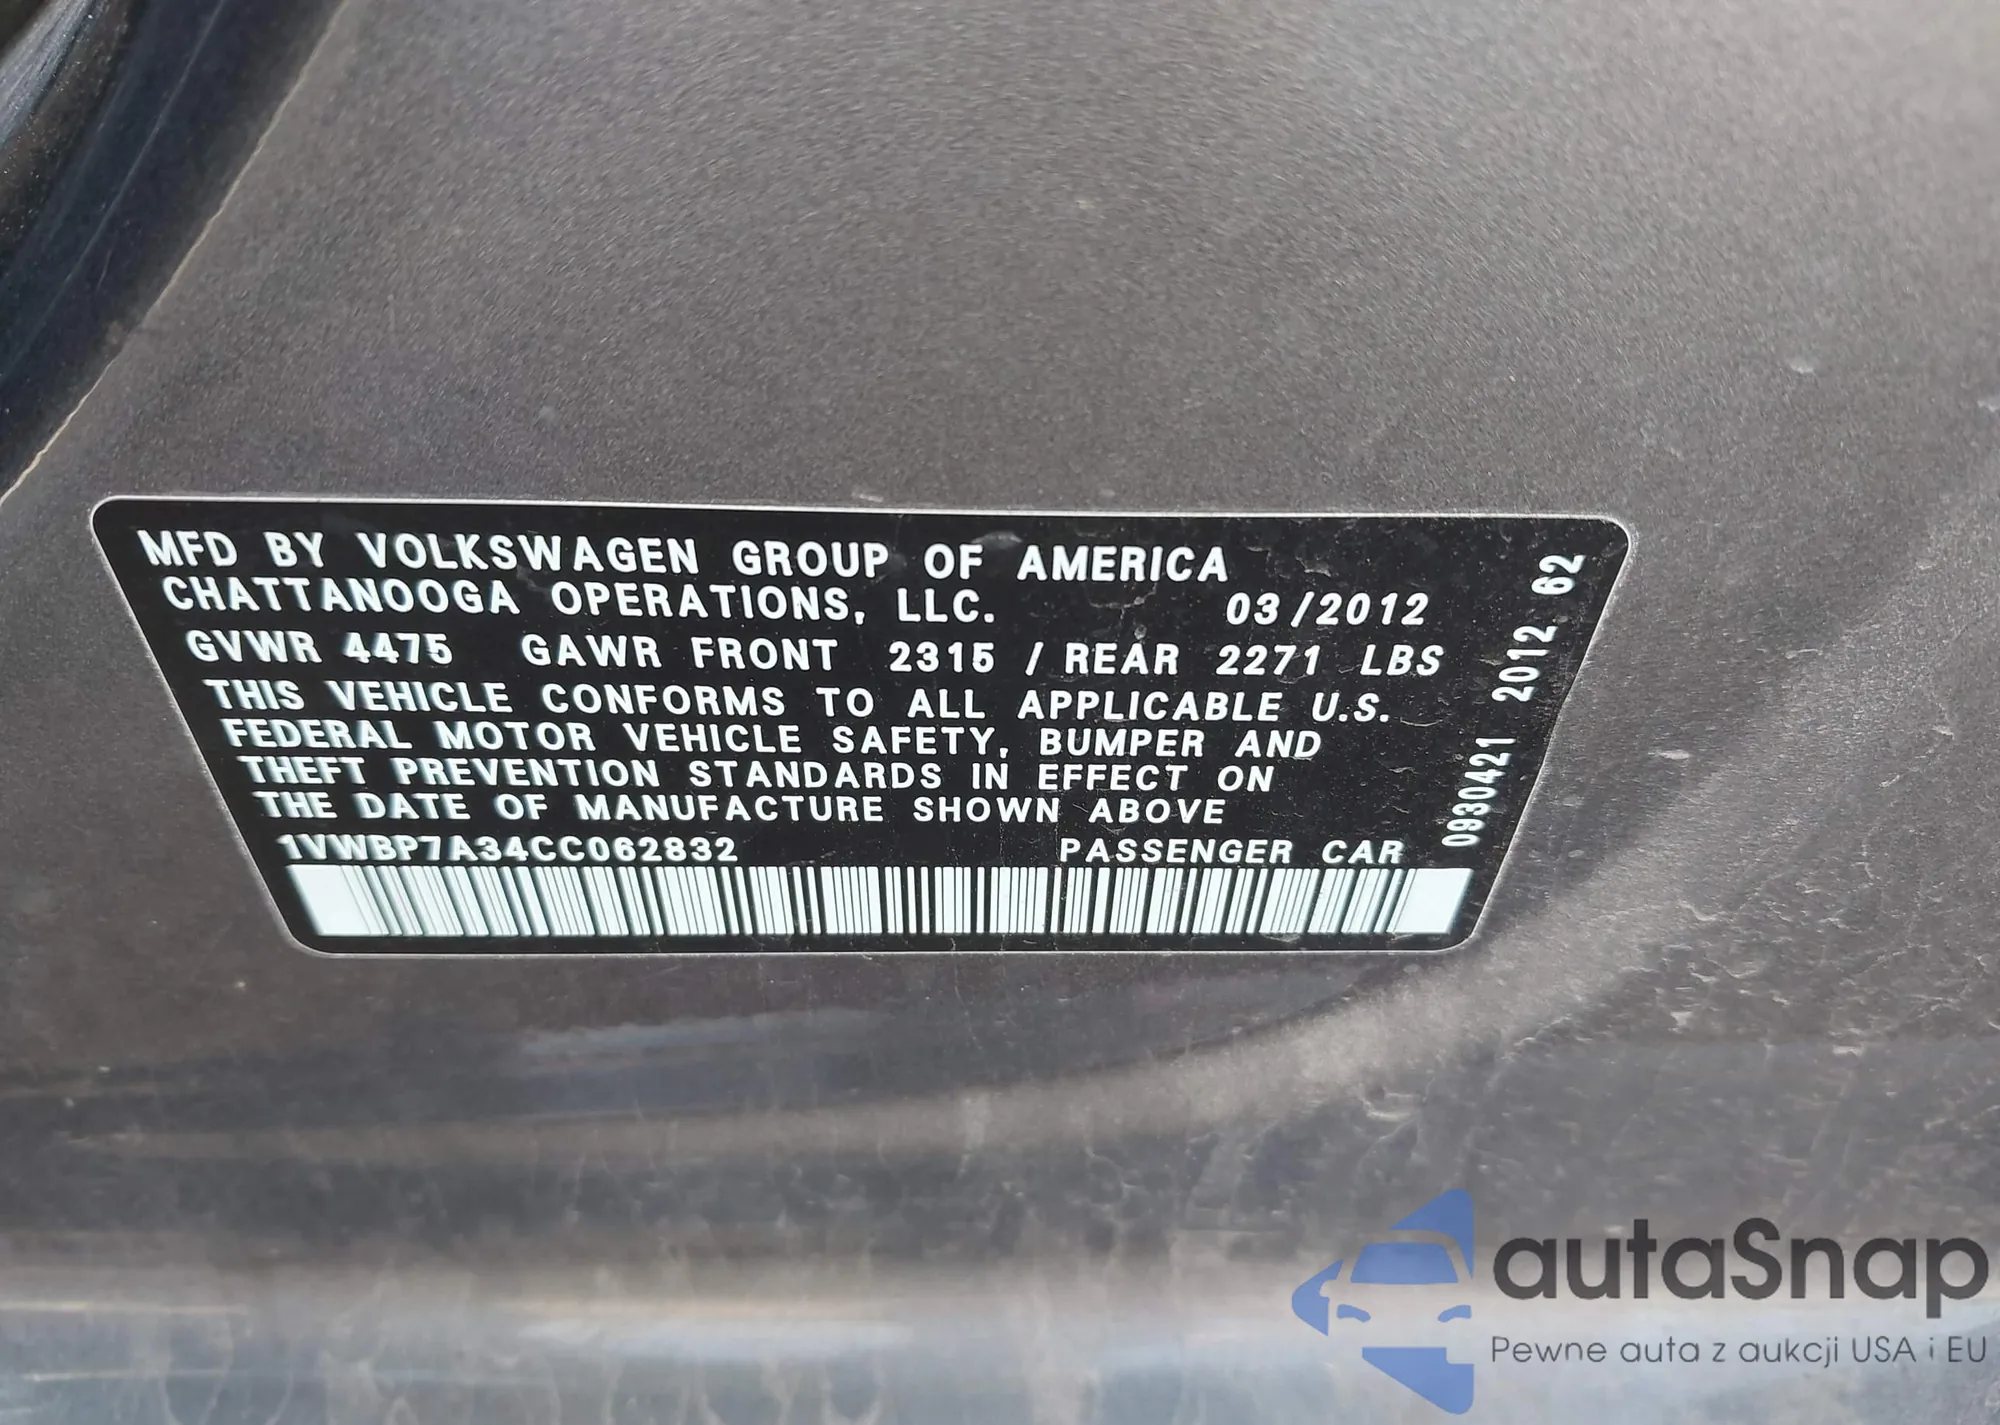 MFD BY VOLKSWAGEN GROUP OF AMERICA
CHATTANOOGA OPERATIONS, LLC. 03/2012
GVWR 4475 GAWR FRONT 2315 / REAR 2271 LBS
THIS VEHICLE CONFORMS TO ALL APPLICABLE U.S.
FEDERAL MOTOR VEHICLE SAFETY, BUMPER AND
THEFT PREVENTION STANDARDS IN EFFECT ON
THE DATE OF MANUFACTURE SHOWN ABOVE
1VWBP7A34CC062832 PASSENGER CAR
0930421 2012 62
autaSnap
Pewne auta z aukcji USA i EU